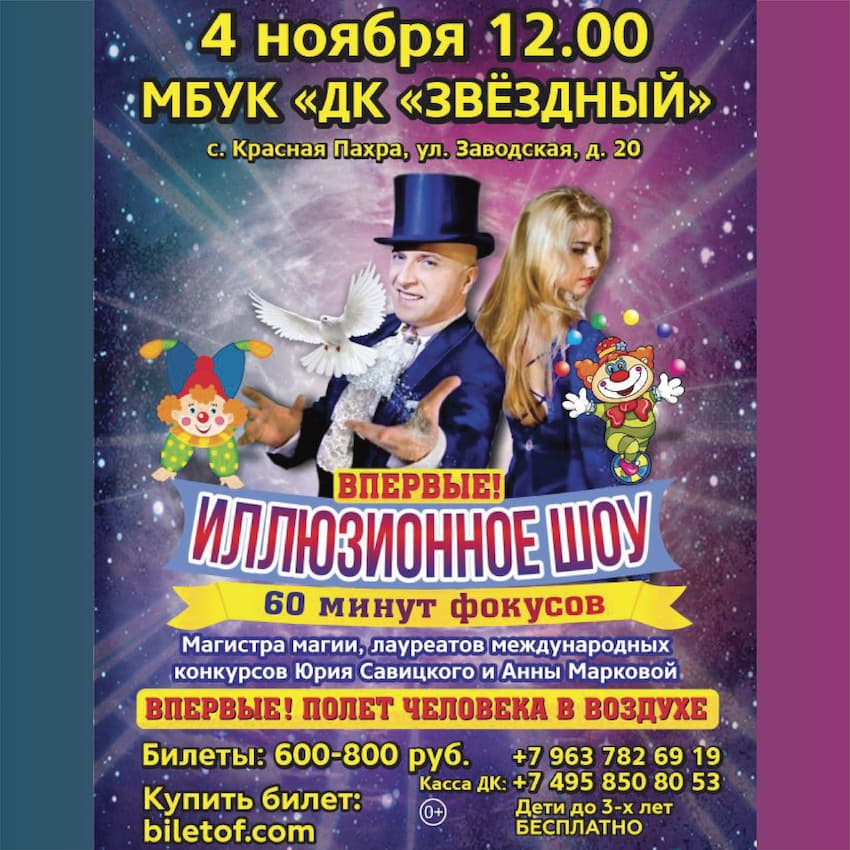 4 ноября 12.00
МБУК «ДК «ЗВЁЗДНЫЙ»
с. Красная Пахра, ул. Заводская, д. 20
ВПЕРВЫЕ!
ИЛЛЮЗИОННОЕ ШОУ
60 минут фокусов
Магистра магии, лауреатов международных
конкурсов Юрия Савицкого и Анны Марковой
ВПЕРВЫЕ! ПОЛЕТ ЧЕЛОВЕКА В ВОЗДУХЕ
Билеты: 600-800 руб.
+7 963 782 69 19
Касса ДК: +7 495 850 80 53
Купить билет:
biletof.com
0+
Дети до 3-х лет
БЕСПЛАТНО